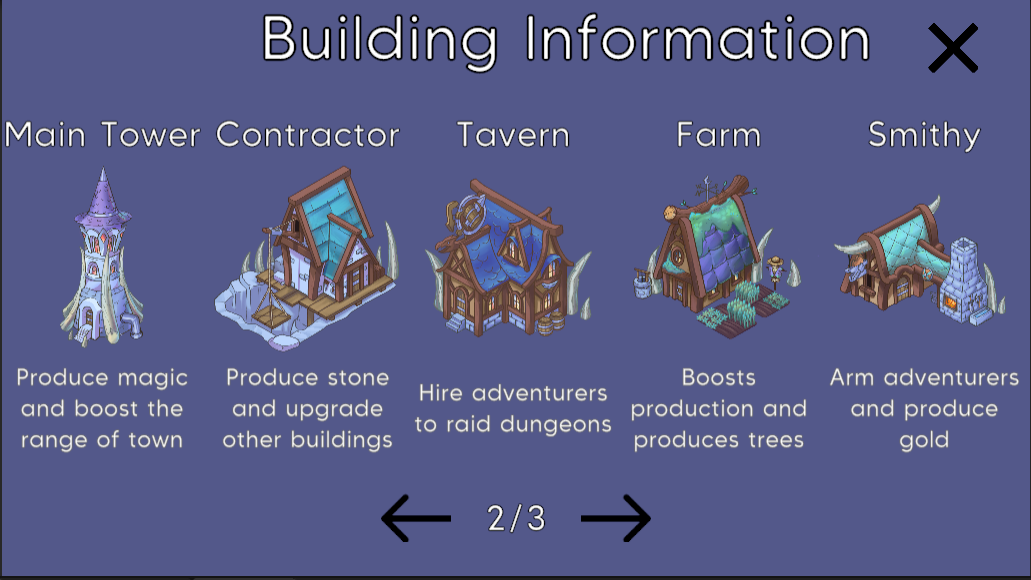 Building Information
Main Tower
Contractor
Tavern
Farm
Smithy
Produce magic
and boost the
range of town
Produce stone
and upgrade
other buildings
Hire adventurers
to raid dungeons
Boosts
production and
produces trees
Arm adventurers
and produce
gold
2/3